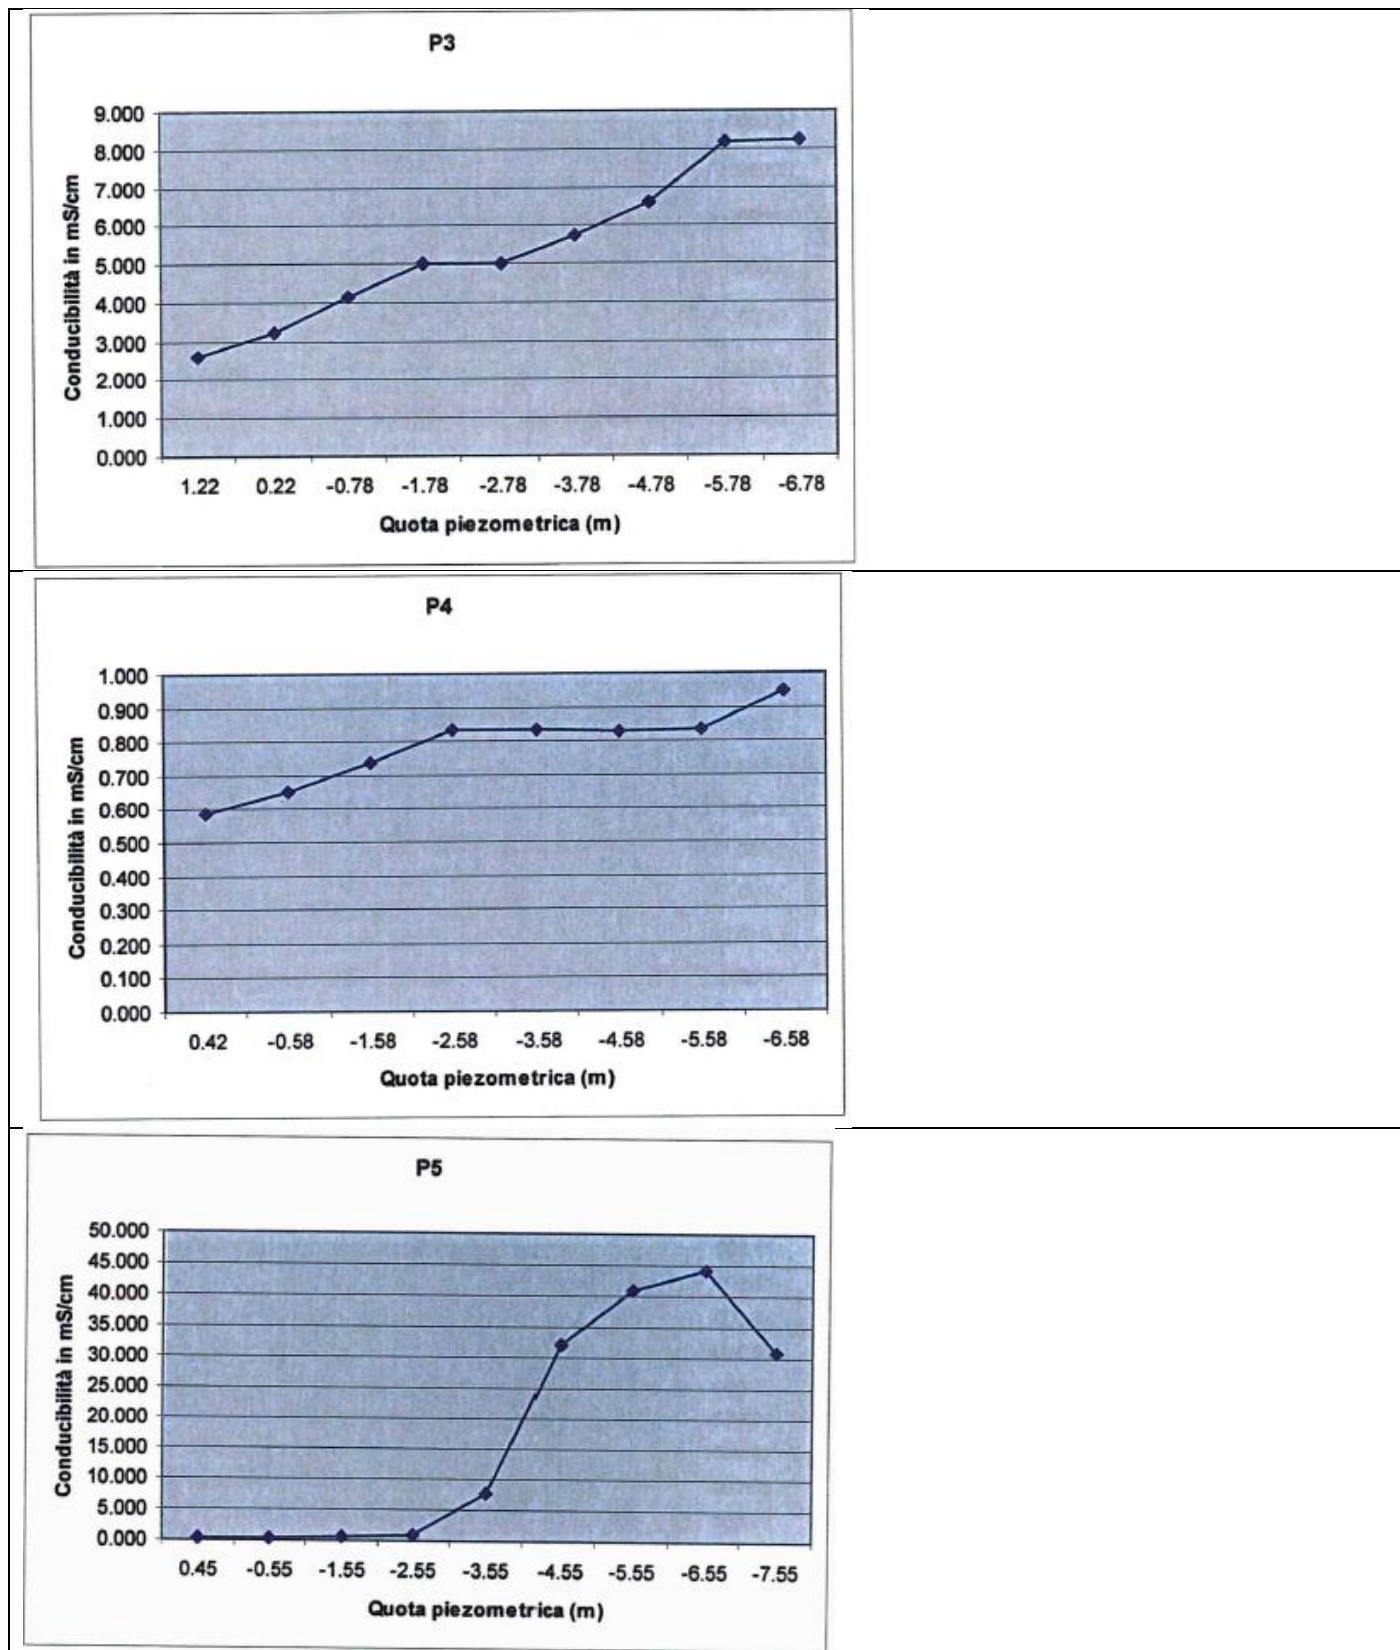 P3
9.000
8.000
7.000
6.000
5.000
4.000
3.000
2.000
1.000
0.000
Conducibilità in mS/cm
1.22 0.22 -0.78 -1.78 -2.78 -3.78 -4.78 -5.78 -6.78
Quota piezometrica (m)
P4
1.000
0.900
0.800
0.700
0.600
0.500
0.400
0.300
0.200
0.100
0.000
Conducibilità in mS/cm
0.42 -0.58 -1.58 -2.58 -3.58 -4.58 -5.58 -6.58
Quota piezometrica (m)
P5
50.000
45.000
40.000
35.000
30.000
25.000
20.000
15.000
10.000
5.000
0.000
Conducibilità in mS/cm
0.45 -0.55 -1.55 -2.55 -3.55 -4.55 -5.55 -6.55 -7.55
Quota piezometrica (m)